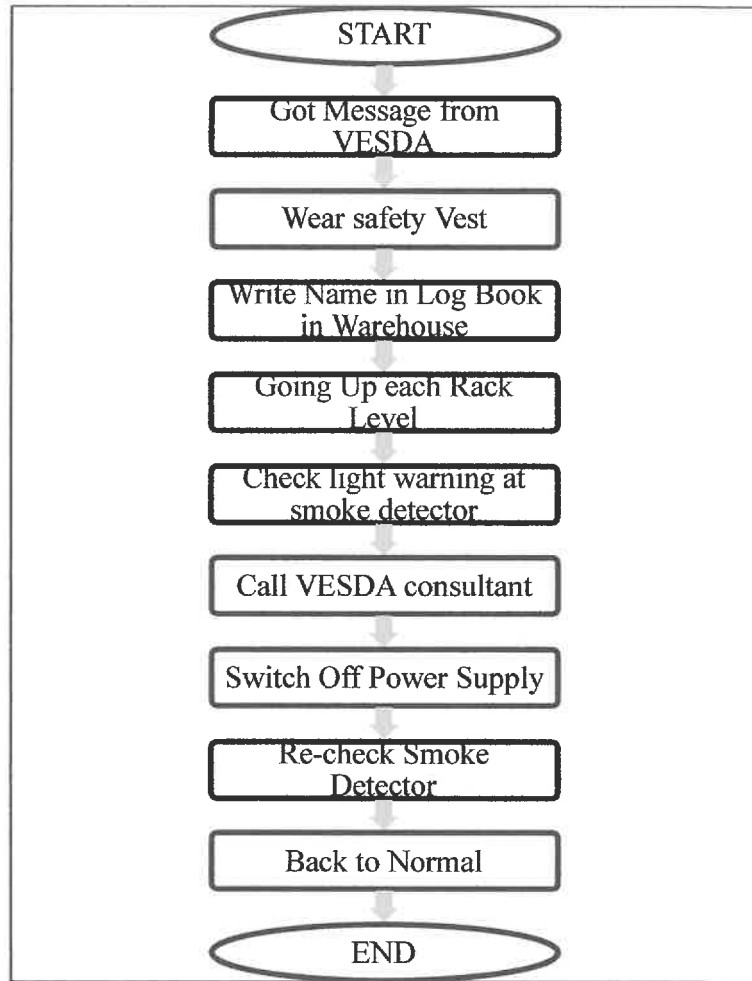 START
Got Message from
VESDA
Wear safety Vest
Write Name in Log Book
in Warehouse
Going Up each Rack
Level
Check light warning at
smoke detector
Call VESDA consultant
Switch Off Power Supply
Re-check Smoke
Detector
Back to Normal
END